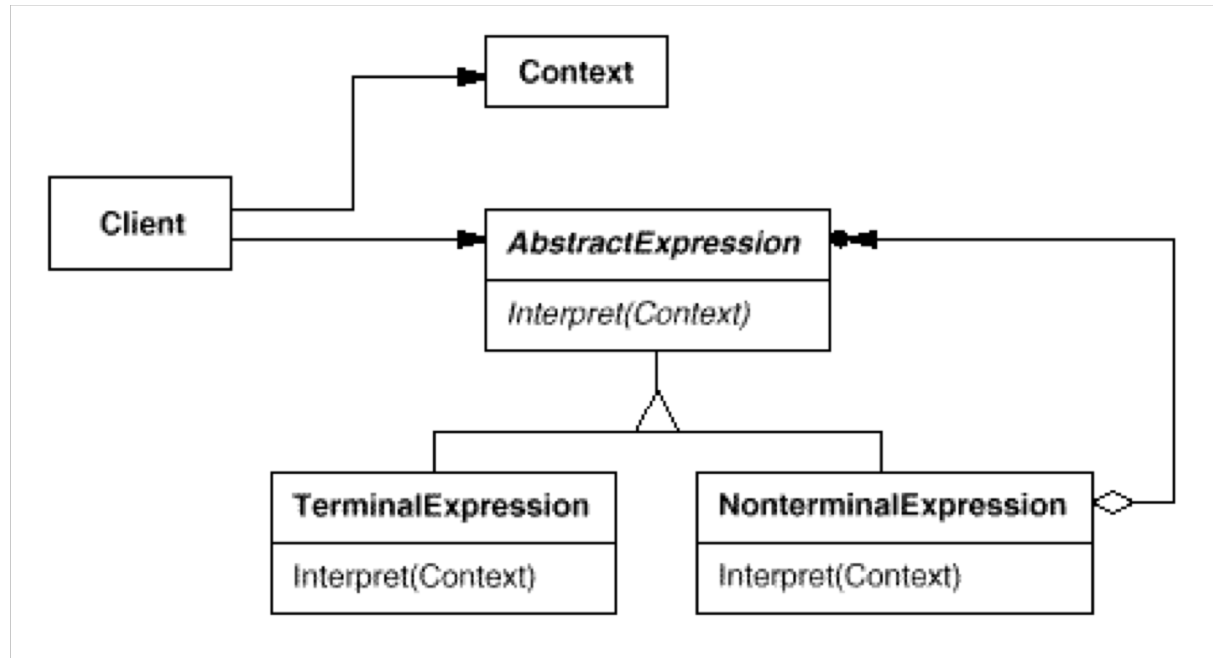 Context
Client
AbstractExpression
Interpret(Context)
TerminalExpression
Interpret(Context)
NonterminalExpression
Interpret(Context)